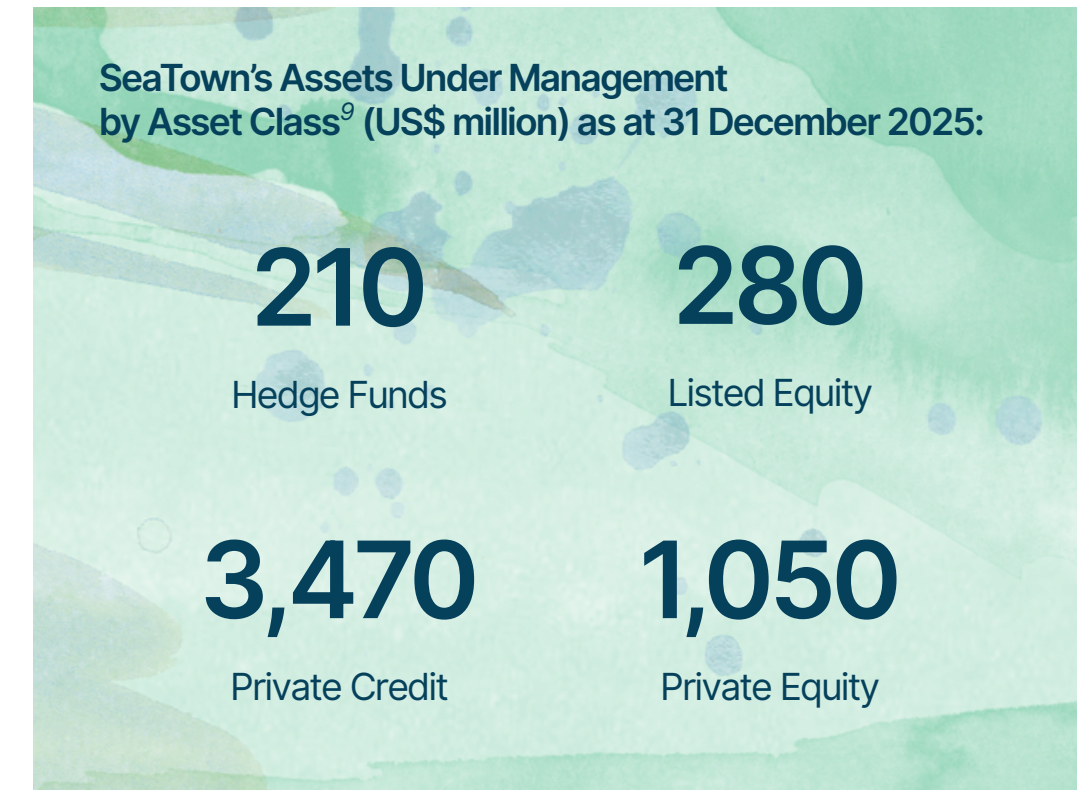 SeaTown’s Assets Under Management
by Asset Class⁹ (US$ million) as at 31 December 2025:
210
280
Hedge Funds
Listed Equity
3,470
1,050
Private Credit
Private Equity